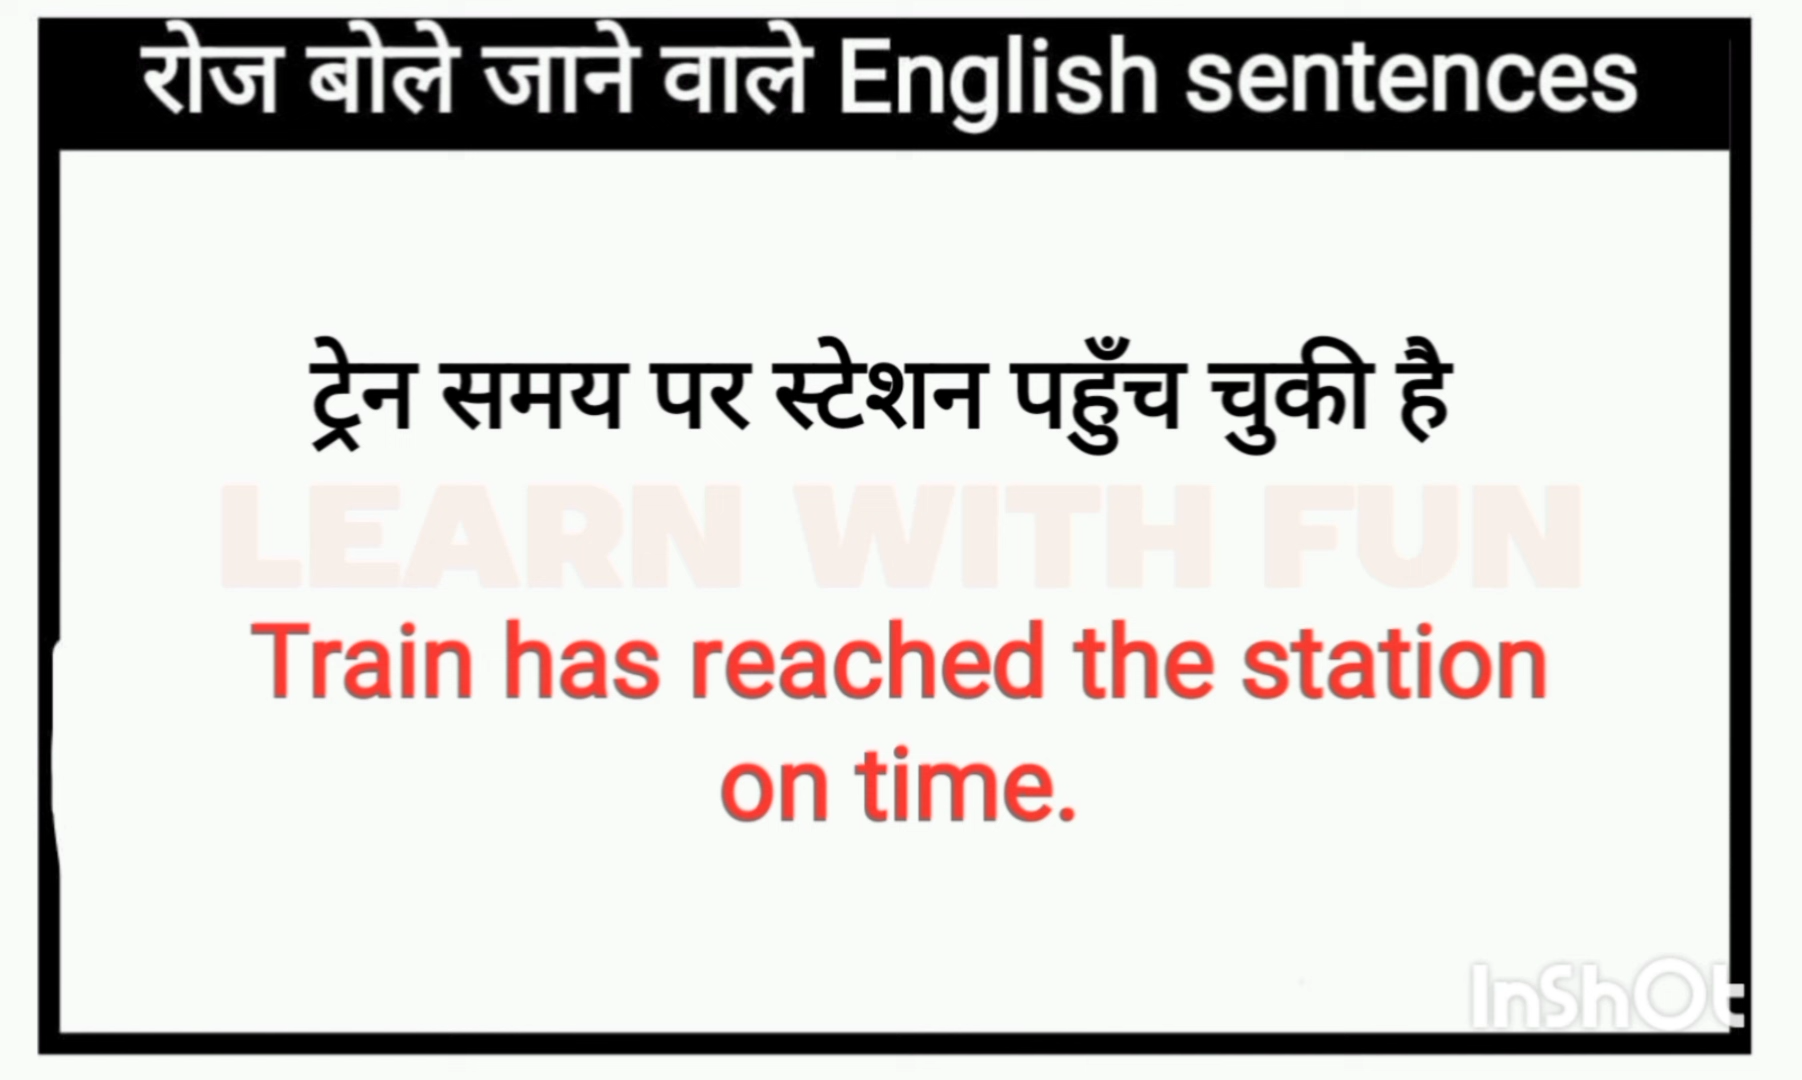 रोज बोले जाने वाले English sentences
ट्रेन समय पर स्टेशन पहुँच चुकी है
LEARN WITH FUN
Train has reached the station
on time.
InShOt